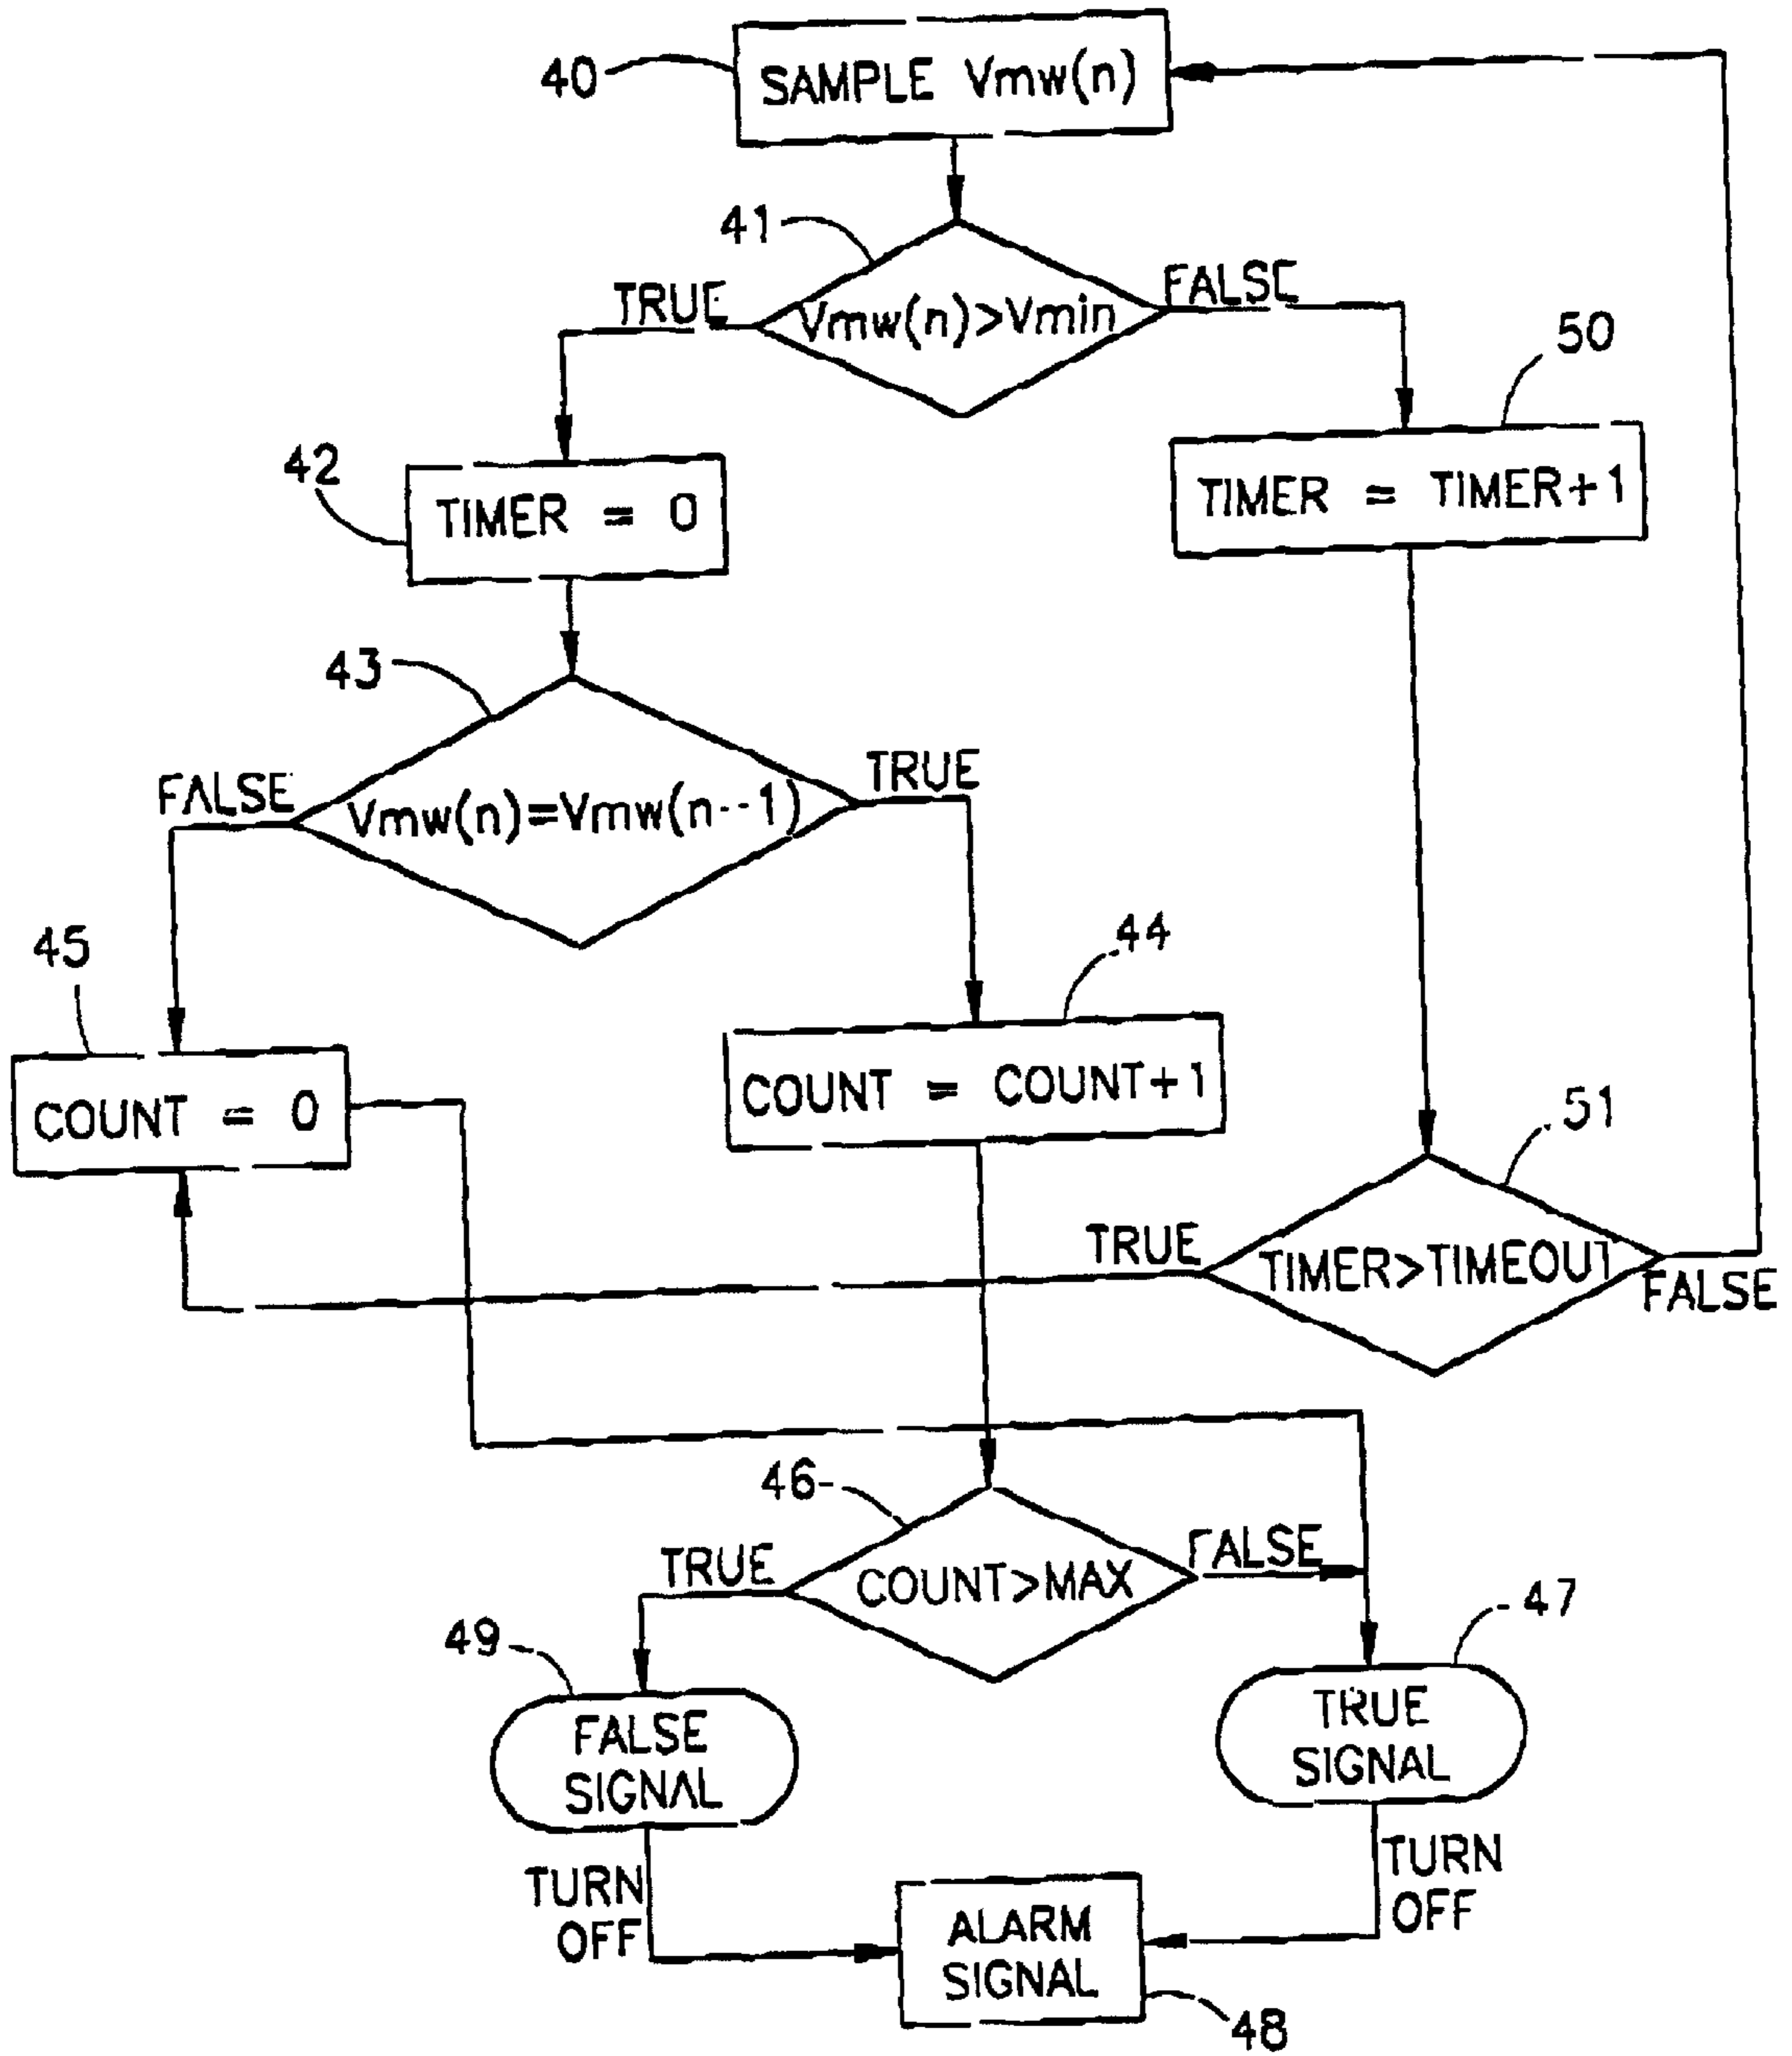 40
SAMPLE Vmw(n)
41
TRUE
FALSE
Vmw(n)>Vmin
50
42
TIMER = 0
TIMER = TIMER+1
43
FALSE
TRUE
Vmw(n)=Vmw(n--1)
45
44
COUNT = 0
COUNT = COUNT+1
51
TRUE
TIMER>TIMEOUT
FALSE
46
TRUE
FALSE
COUNT>MAX
47
49
FALSE
SIGNAL
TRUE
SIGNAL
TURN
OFF
TURN
OFF
ALARM
SIGNAL
48